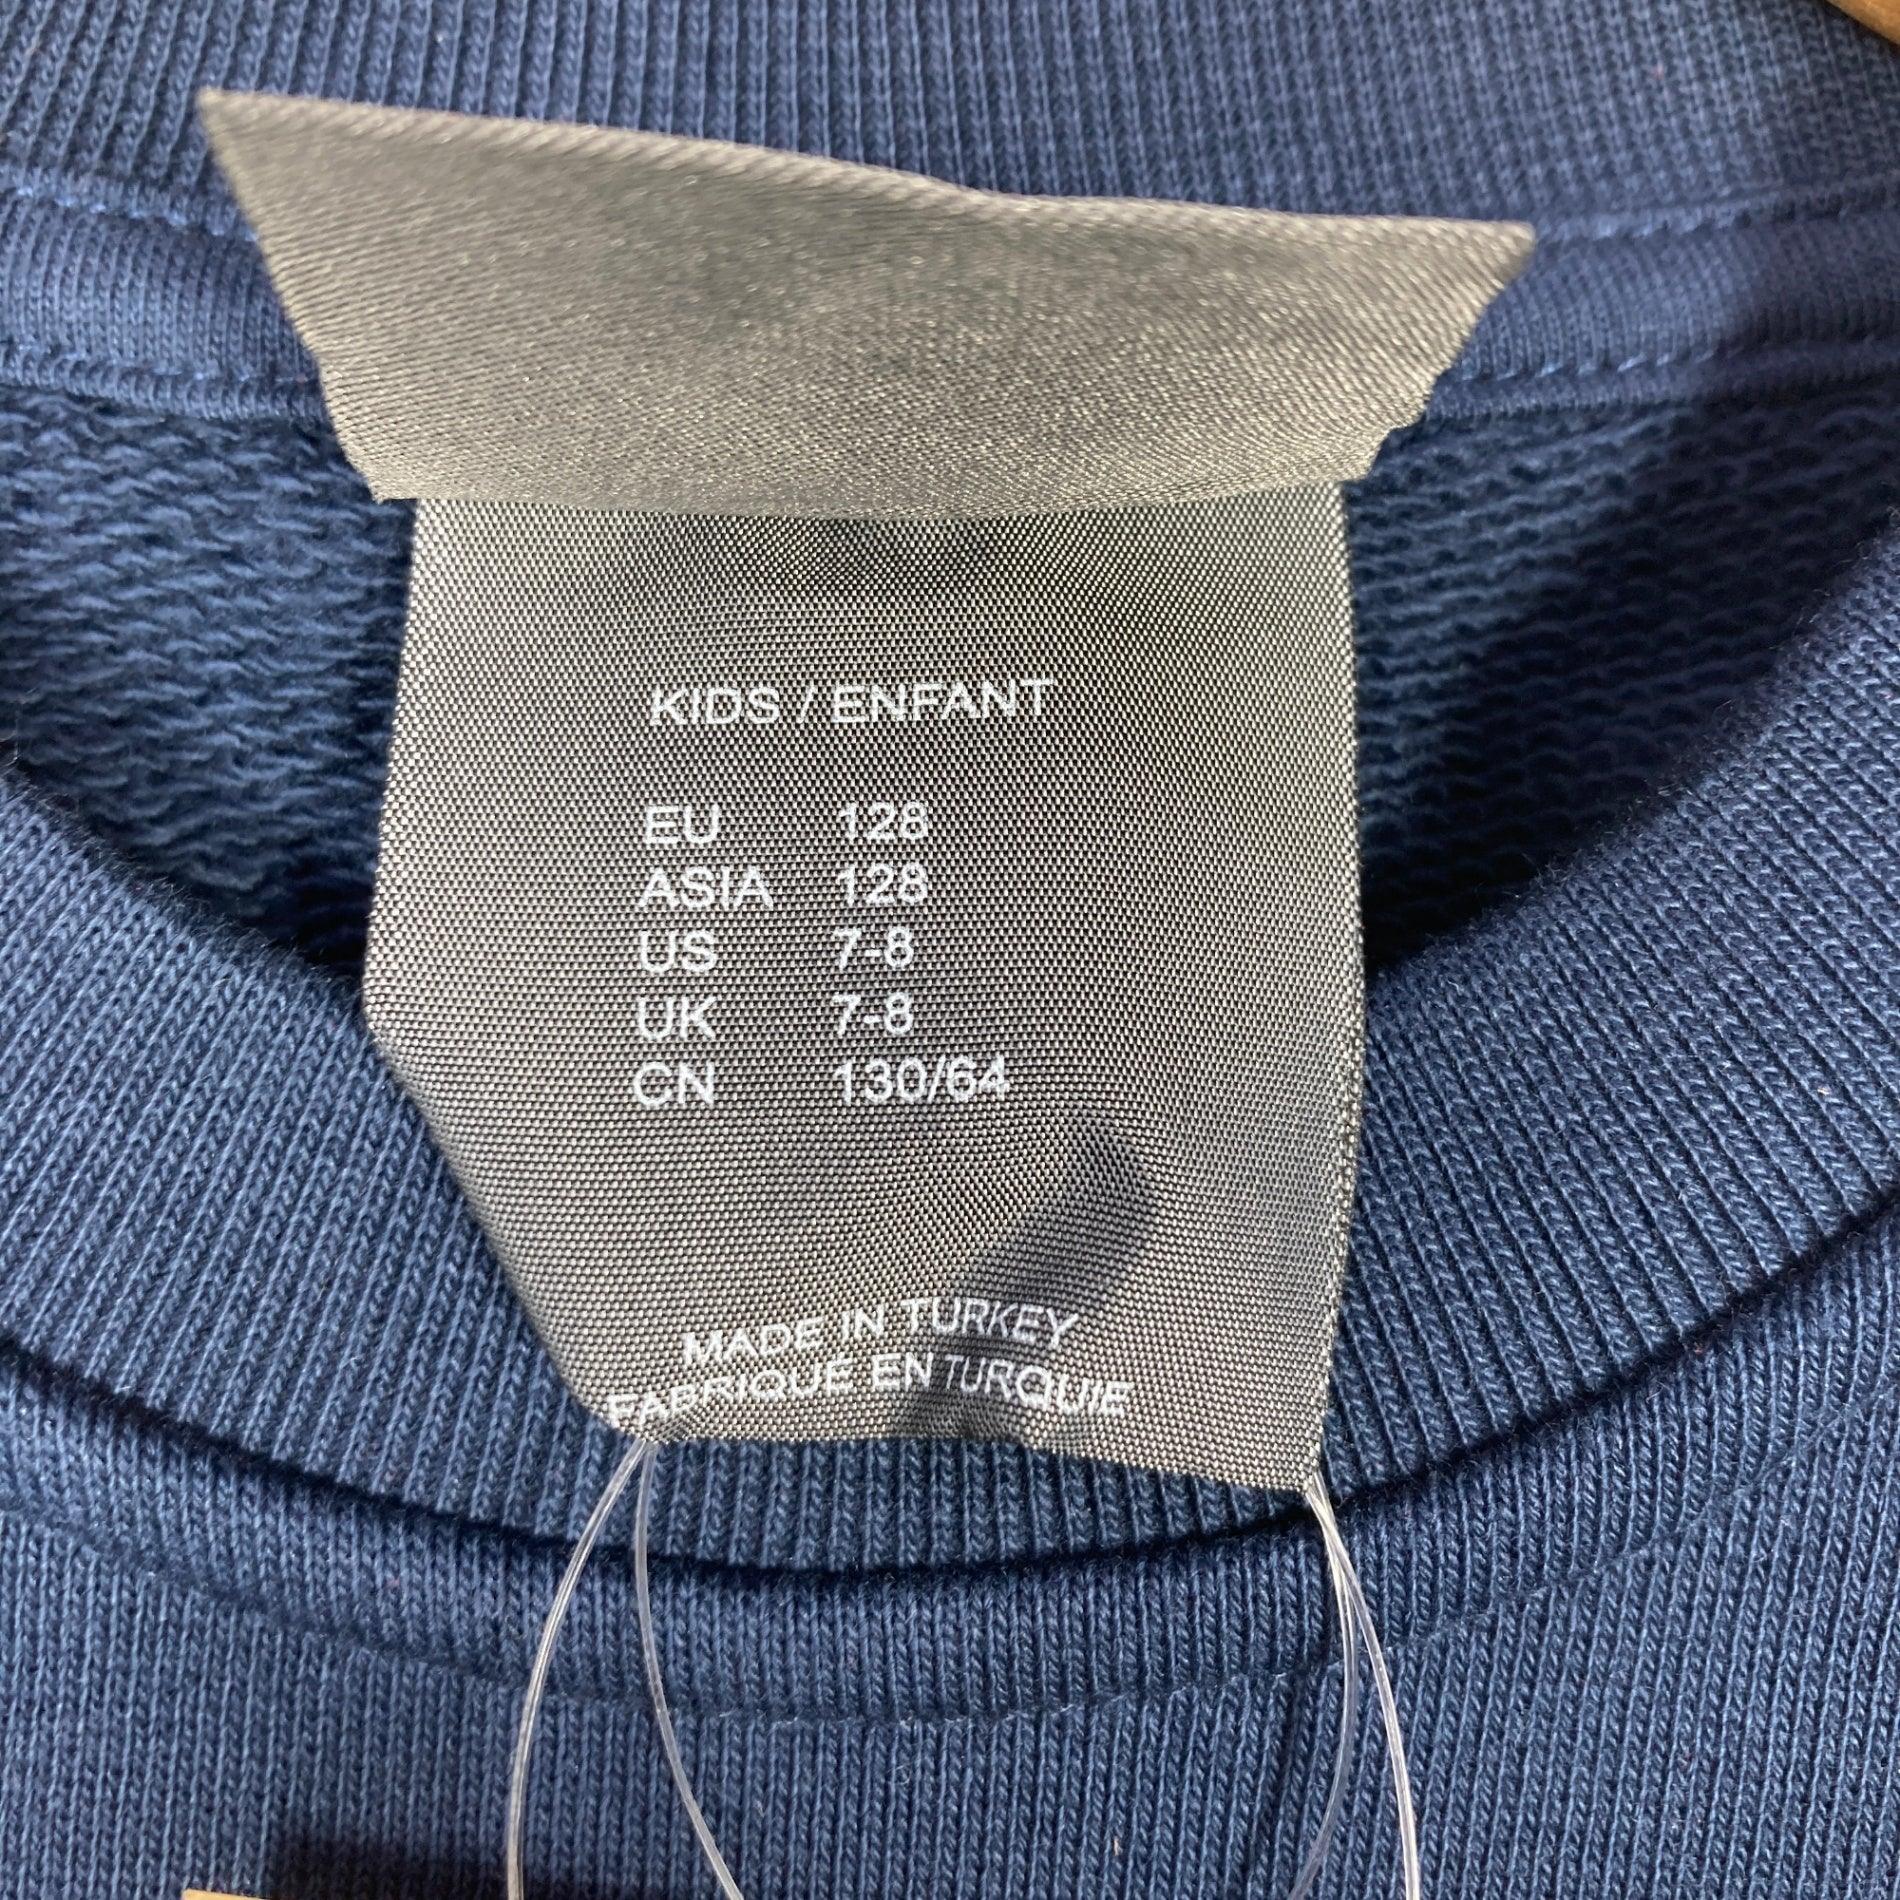 KIDS / ENFANT
EU 128
ASIA 128
US 7-8
UK 7-8
CN 130/64
MADE IN TURKEY
FABRIQUÉ EN TURQUIE